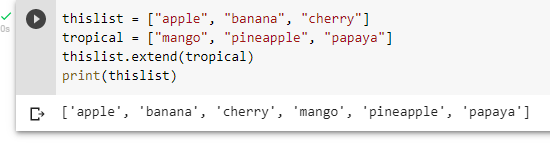 thislist = ["apple", "banana", "cherry"]
tropical = ["mango", "pineapple", "papaya"]
thislist.extend(tropical)
print(thislist)
0s
['apple', 'banana', 'cherry', 'mango', 'pineapple', 'papaya']